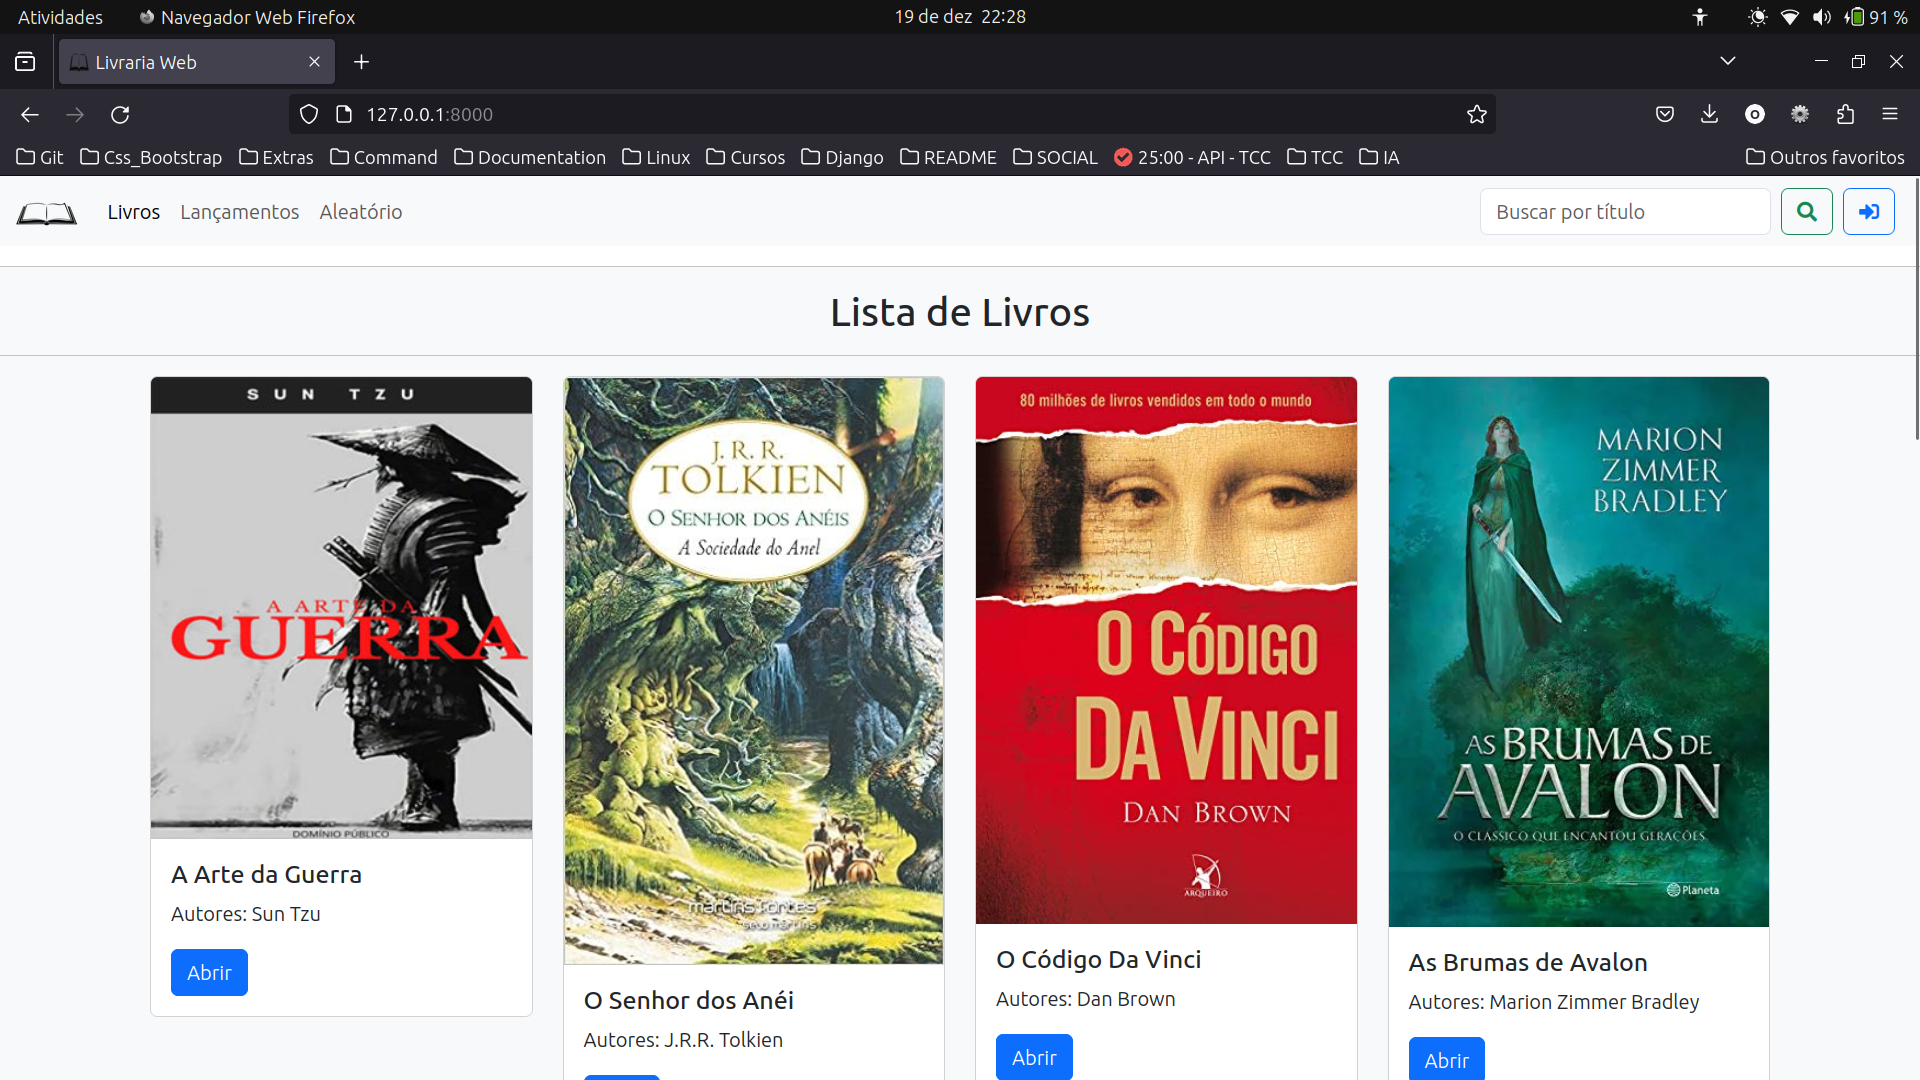 Atividades
Navegador Web Firefox
19 de dez 22:28
91 %
Livraria Web
127.0.0.1:8000
Git
Css_Bootstrap
Extras
Command
Documentation
Linux
Cursos
Django
README
SOCIAL
25:00 - API - TCC
TCC
IA
Outros favoritos
Livros
Lançamentos
Aleatório
Buscar por título
Lista de Livros
SUN TZU
A ARTE DA
GUERRA
DOMÍNIO PÚBLICO
A Arte da Guerra
Autores: Sun Tzu
Abrir
J. R. R.
TOLKIEN
O SENHOR DOS ANÉIS
A Sociedade do Anel
martins fontes
selo martins
O Senhor dos Anéi
Autores: J.R.R. Tolkien
80 milhões de livros vendidos em todo o mundo
O CÓDIGO
DA VINCI
DAN BROWN
ARQUEIRO
O Código Da Vinci
Autores: Dan Brown
Abrir
MARION
ZIMMER
BRADLEY
AS BRUMAS DE
AVALON
O CLÁSSICO QUE ENCANTOU GERAÇÕES
Planeta
As Brumas de Avalon
Autores: Marion Zimmer Bradley
Abrir